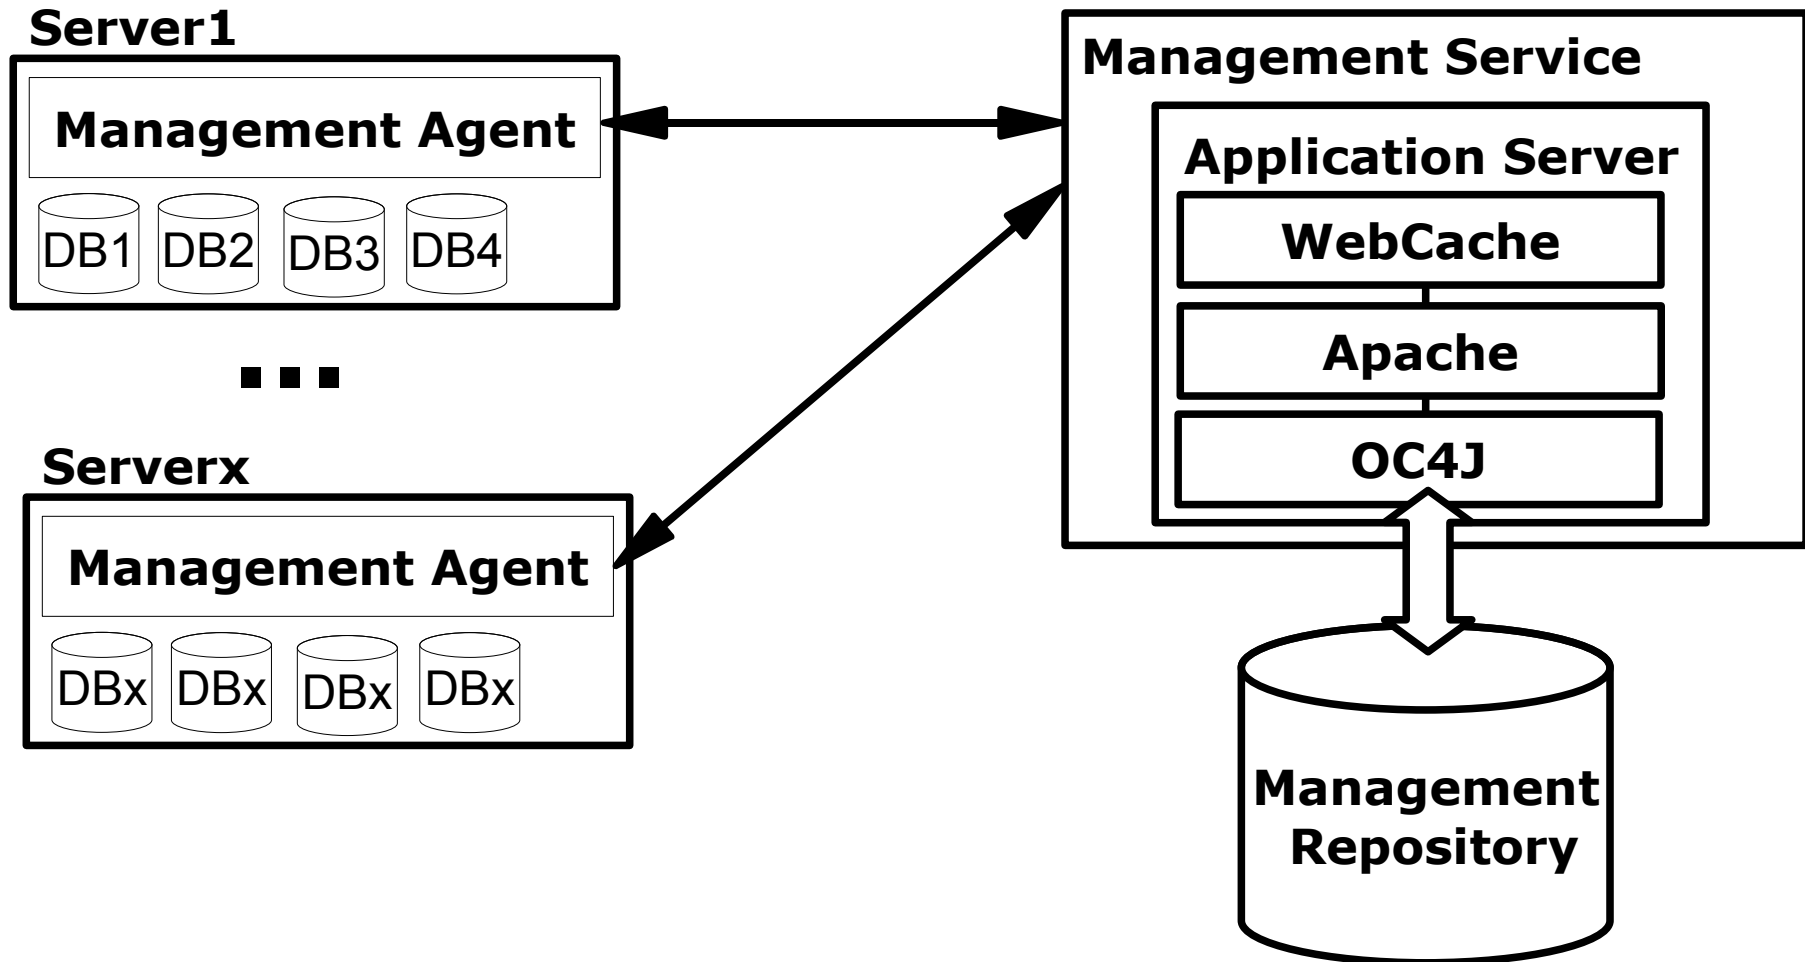 Server1
Management Agent
DB1 DB2 DB3 DB4
...
Serverx
Management Agent
DBx DBx DBx DBx
Management Service
Application Server
WebCache
Apache
OC4J
Management
Repository